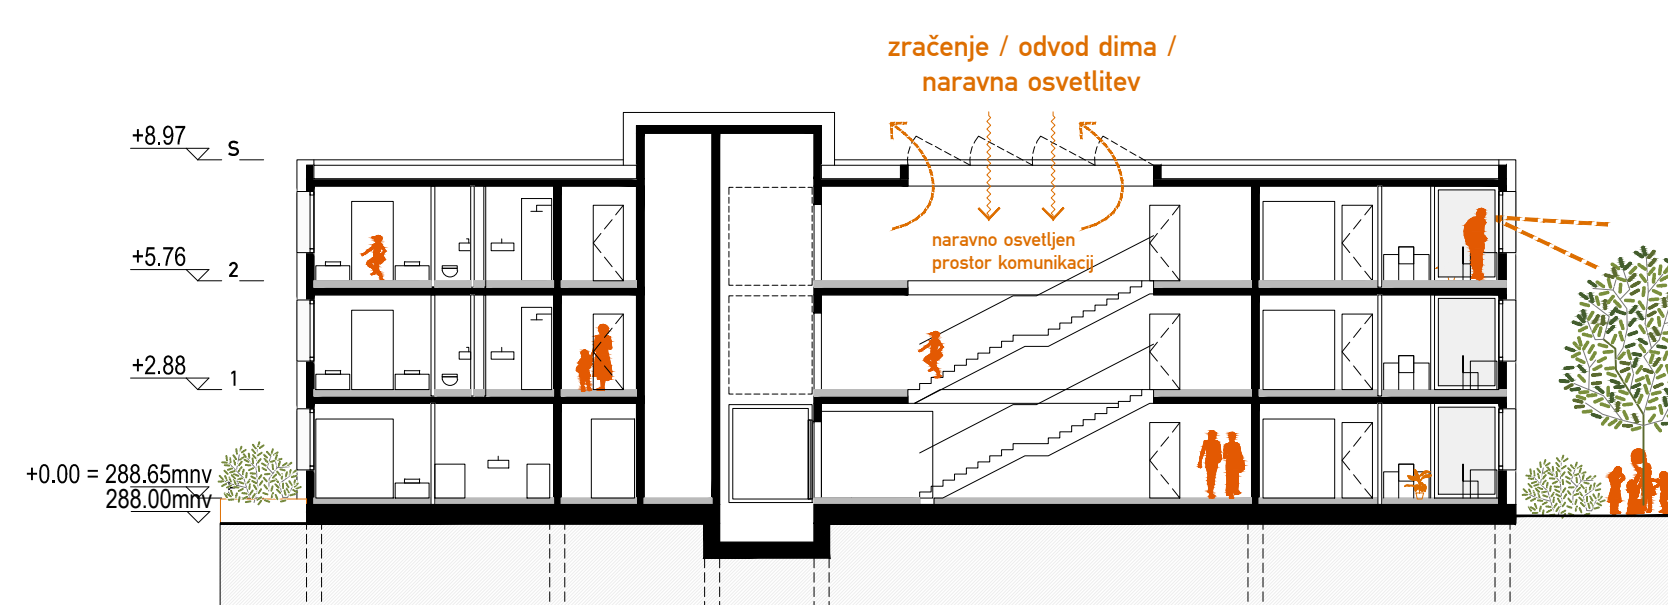 zračenje / odvod dima /
naravna osvetlitev
+8.97
S
naravno osvetljen
prostor komunikacij
+5.76
2
+2.88
1
+0.00 = 288.65mnv
288.00mnv